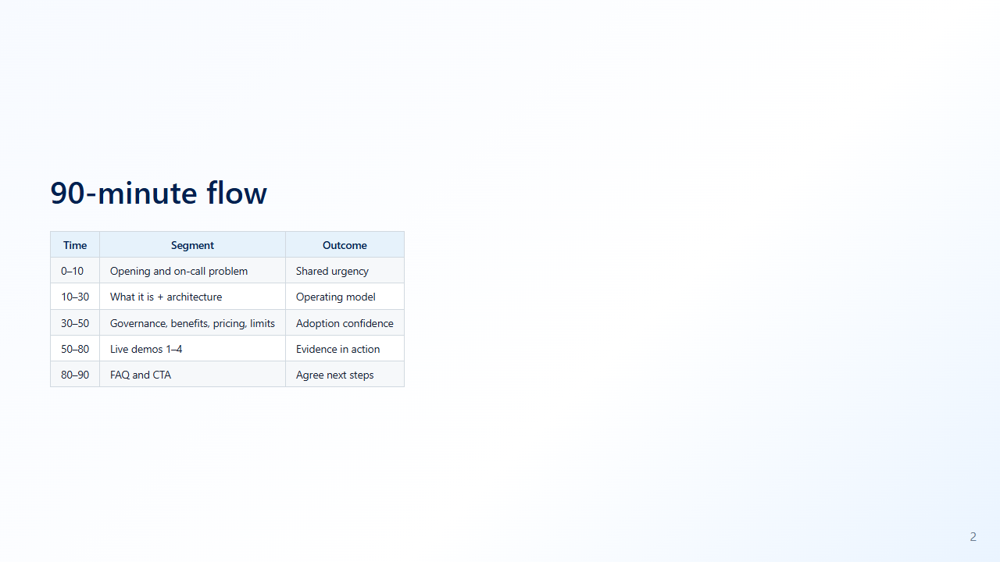 90-minute flow
Time Segment Outcome
0–10 Opening and on-call problem Shared urgency
10–30 What it is + architecture Operating model
30–50 Governance, benefits, pricing, limits Adoption confidence
50–80 Live demos 1–4 Evidence in action
80–90 FAQ and CTA Agree next steps
2